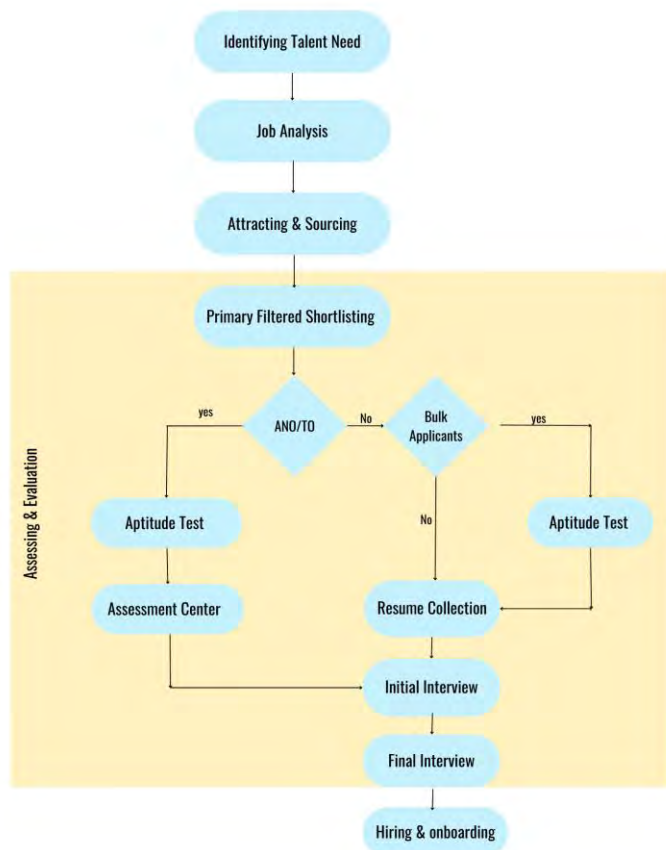 Identifying Talent Need
Job Analysis
Attracting & Sourcing
Primary Filtered Shortlisting
yes
ANO/TO
No
Bulk
Applicants
yes
Assessing & Evaluation
Aptitude Test
No
Aptitude Test
Assessment Center
Resume Collection
Initial Interview
Final Interview
Hiring & onboarding